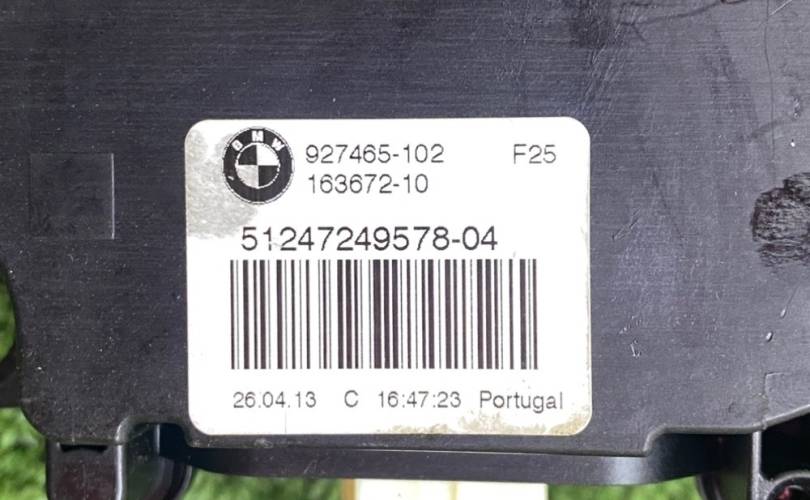 BMW
927465-102 F25
163672-10
51247249578-04
26.04.13 C 16:47:23 Portugal